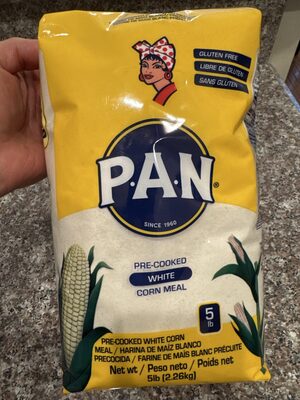 GLUTEN FREE
LIBRE DE GLUTEN
SANS GLUTEN
P.A.N®
SINCE 1960
PRE-COOKED
WHITE
CORN MEAL
5
lb
PRE-COOKED WHITE CORN
MEAL / HARINA DE MAÍZ BLANCO
PRECOCIDA / FARINE DE MAÏS BLANC PRÉCUITE
Net wt / Peso neto / Poids net
5lb (2.26kg)